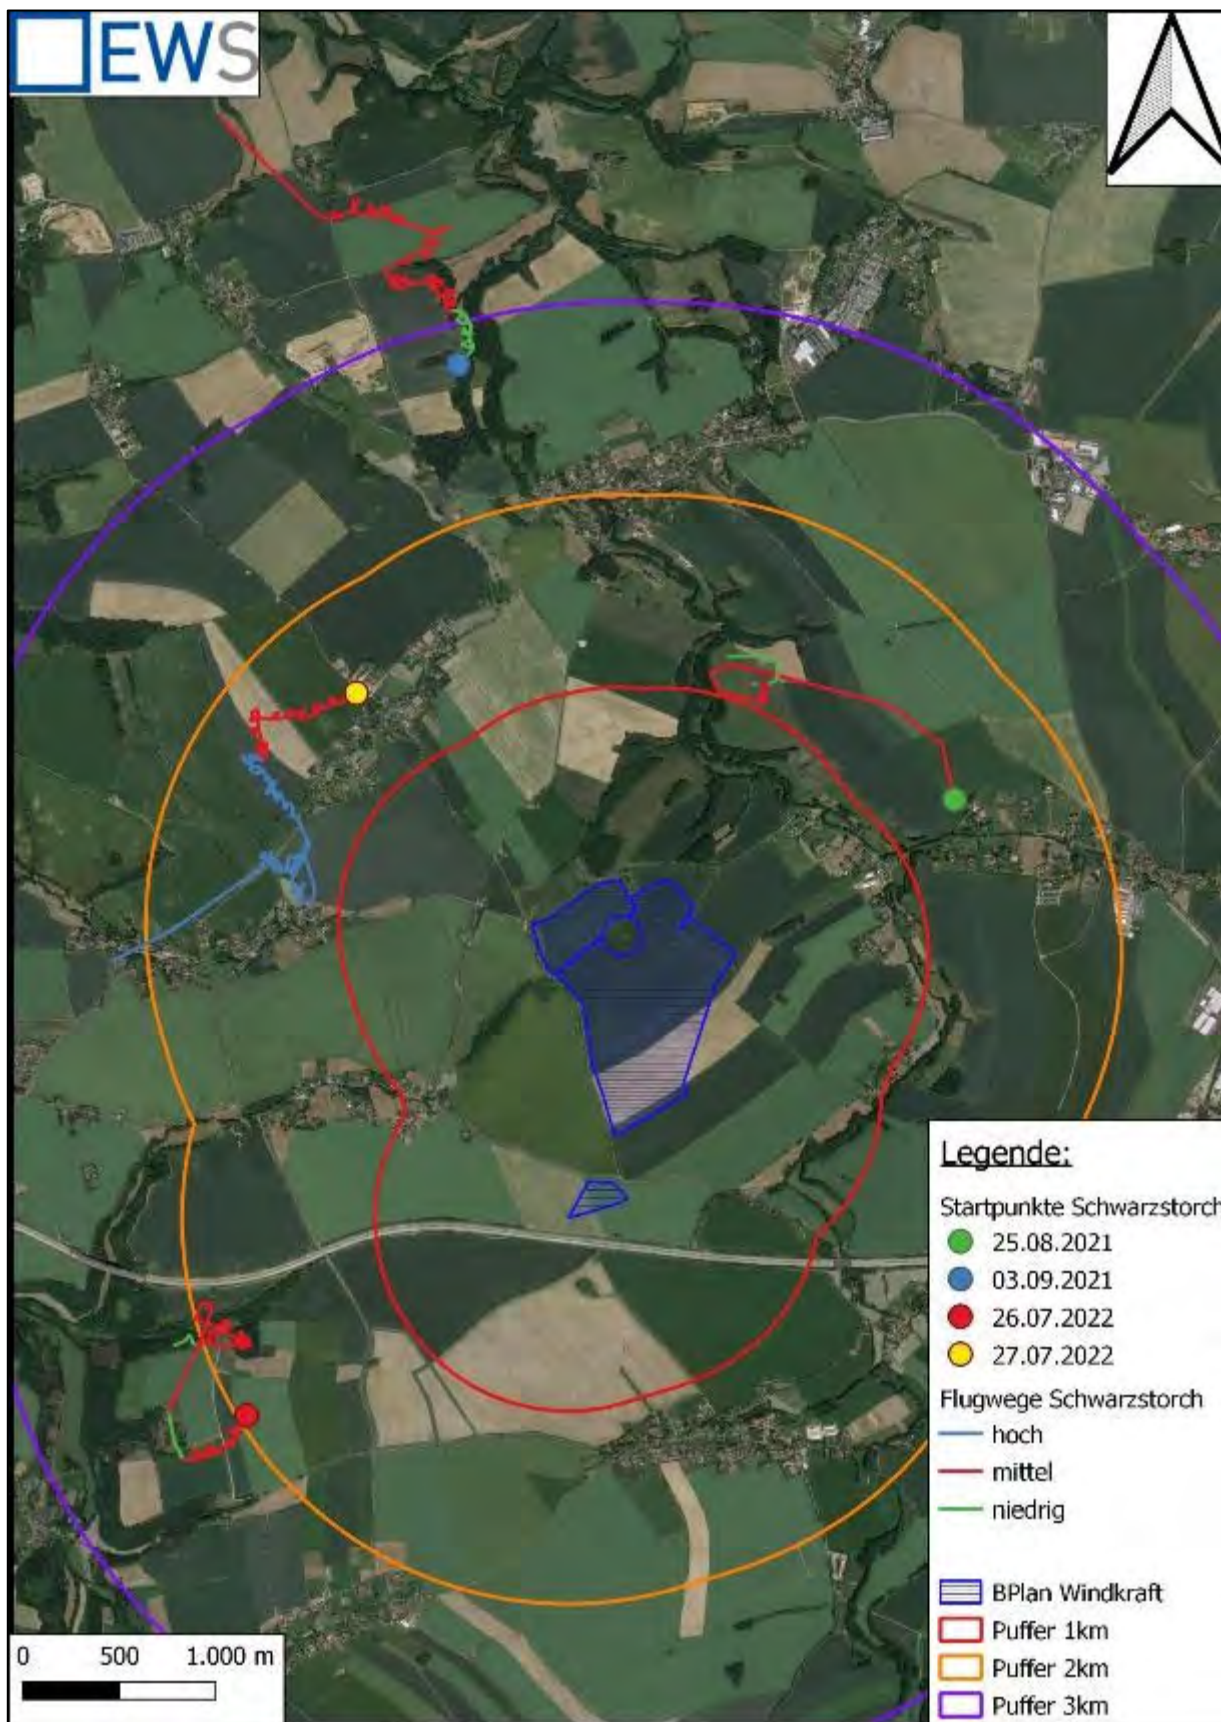 EWS
Legende:
Startpunkte Schwarzstorch
25.08.2021
03.09.2021
26.07.2022
27.07.2022
Flugwege Schwarzstorch
hoch
mittel
niedrig
BPlan Windkraft
Puffer 1km
Puffer 2km
Puffer 3km
0 500 1.000 m